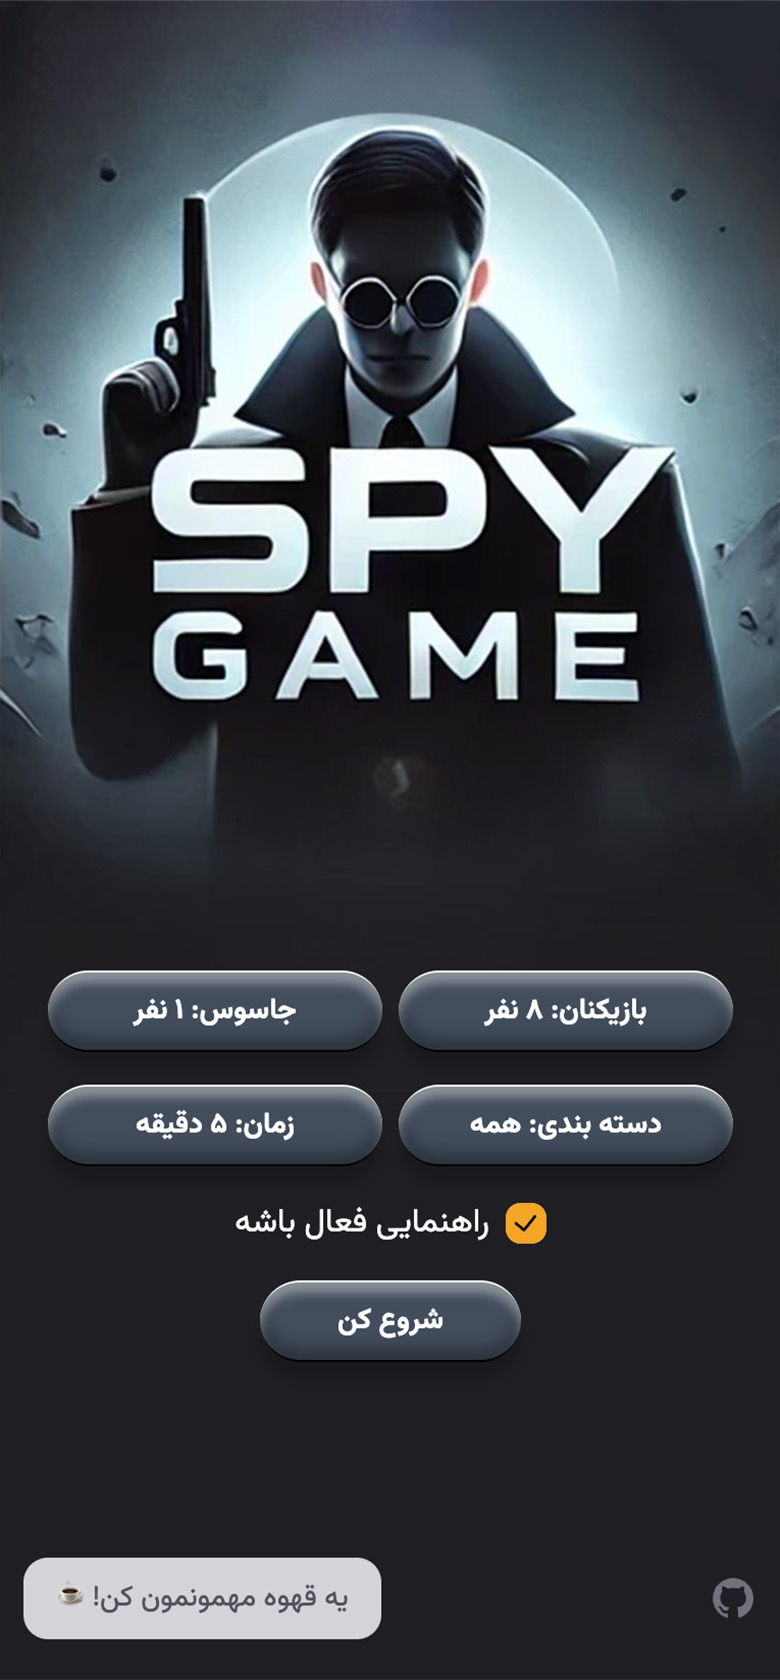 SPY
GAME
بازیکنان: ۸ نفر
جاسوس: ۱ نفر
دسته بندی: همه
زمان: ۵ دقیقه
راهنمایی فعال باشه
شروع کن
یه قهوه مهمونمون کن! ☕